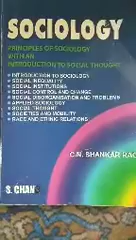 SOCIOLOGY
PRINCIPLES OF SOCIOLOGY
WITH AN
INTRODUCTION TO SOCIAL THOUGHT
INTRODUCTION TO SOCIOLOGY
SOCIAL INEQUALITY
SOCIAL INSTITUTIONS
SOCIAL CONTROL AND CHANGE
SOCIAL DISORGANISATION AND PROBLEMS
APPLIED SOCIOLOGY
SOCIAL THOUGHT
SOCIETIES AND MOBILITY
RACE AND ETHNIC RELATIONS
C.N. SHANKAR RAO
S. CHAND